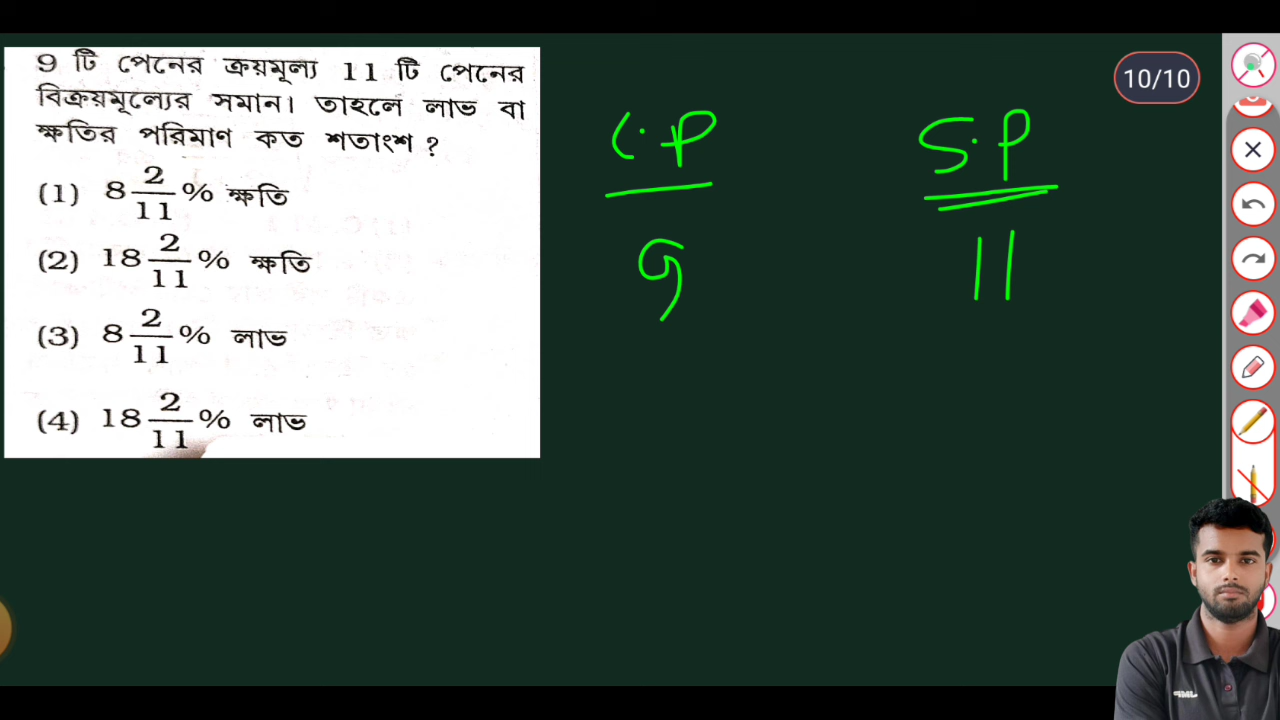 9 টি পেনের ক্রয়মূল্য 11 টি পেনের
বিক্রয়মূল্যের সমান। তাহলে লাভ বা
ক্ষতির পরিমাণ কত শতাংশ ?
(1) 8 2/11 % ক্ষতি
(2) 18 2/11 % ক্ষতি
(3) 8 2/11 % লাভ
(4) 18 2/11 % লাভ
C.P S.P
9 11
10/10